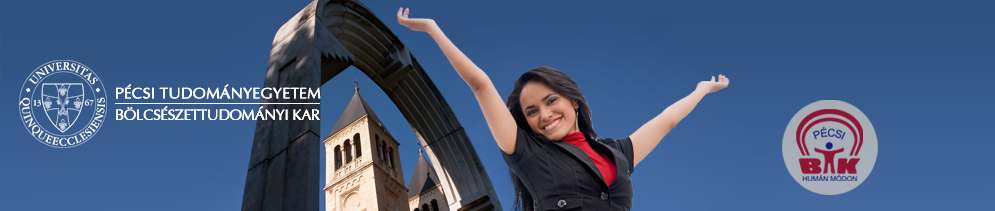 UNIVERSITAS QUINQUEECCLESIENSIS
13 67
PÉCSI TUDOMÁNYEGYETEM
BÖLCSÉSZETTUDOMÁNYI KAR
PÉCSI
BTK
HUMÁN MÓDON